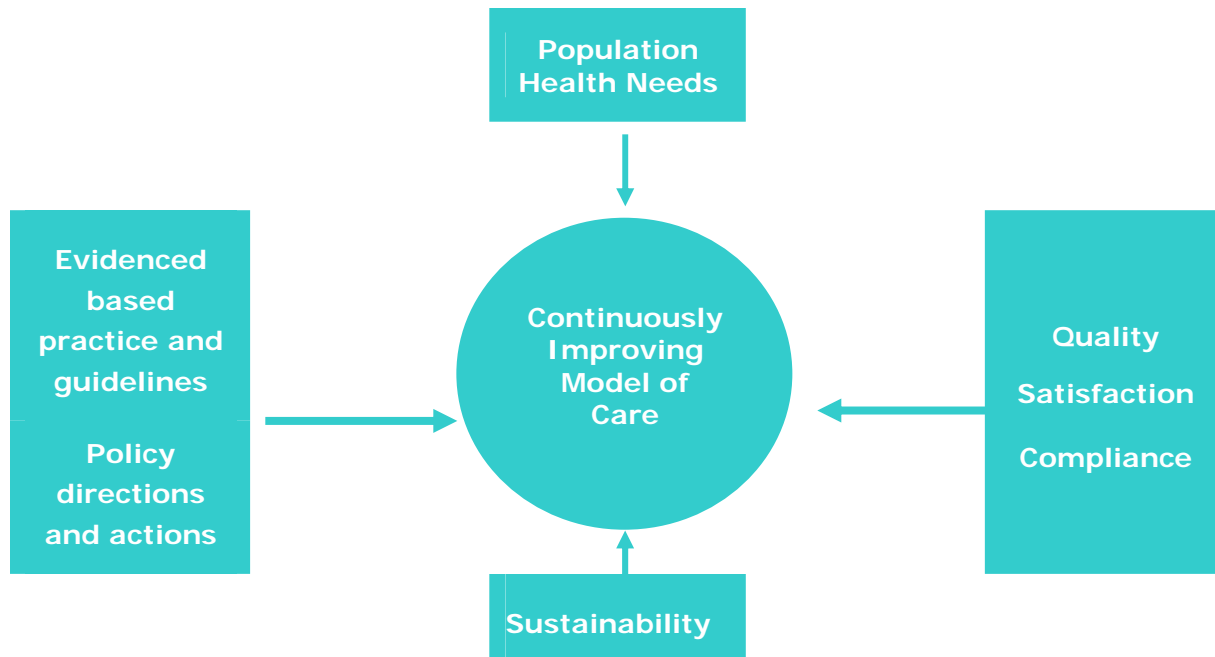 Population
Health Needs
Evidenced
based
practice and
guidelines
Policy
directions
and actions
Continuously
Improving
Model of
Care
Quality
Satisfaction
Compliance
Sustainability